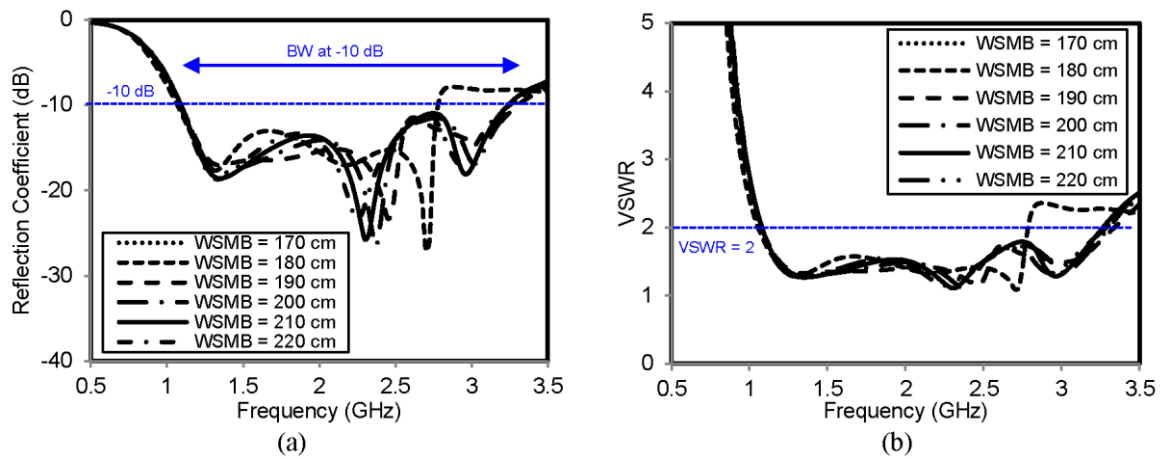 0
-10
-20
-30
-40
Reflection Coefficient (dB)
BW at -10 dB
-10 dB
WSMB = 170 cm
WSMB = 180 cm
WSMB = 190 cm
WSMB = 200 cm
WSMB = 210 cm
WSMB = 220 cm
0.5 1 1.5 2 2.5 3 3.5
Frequency (GHz)
(a)
5
4
3
2
1
0
VSWR
WSMB = 170 cm
WSMB = 180 cm
WSMB = 190 cm
WSMB = 200 cm
WSMB = 210 cm
WSMB = 220 cm
VSWR = 2
0.5 1 1.5 2 2.5 3 3.5
Frequency (GHz)
(b)